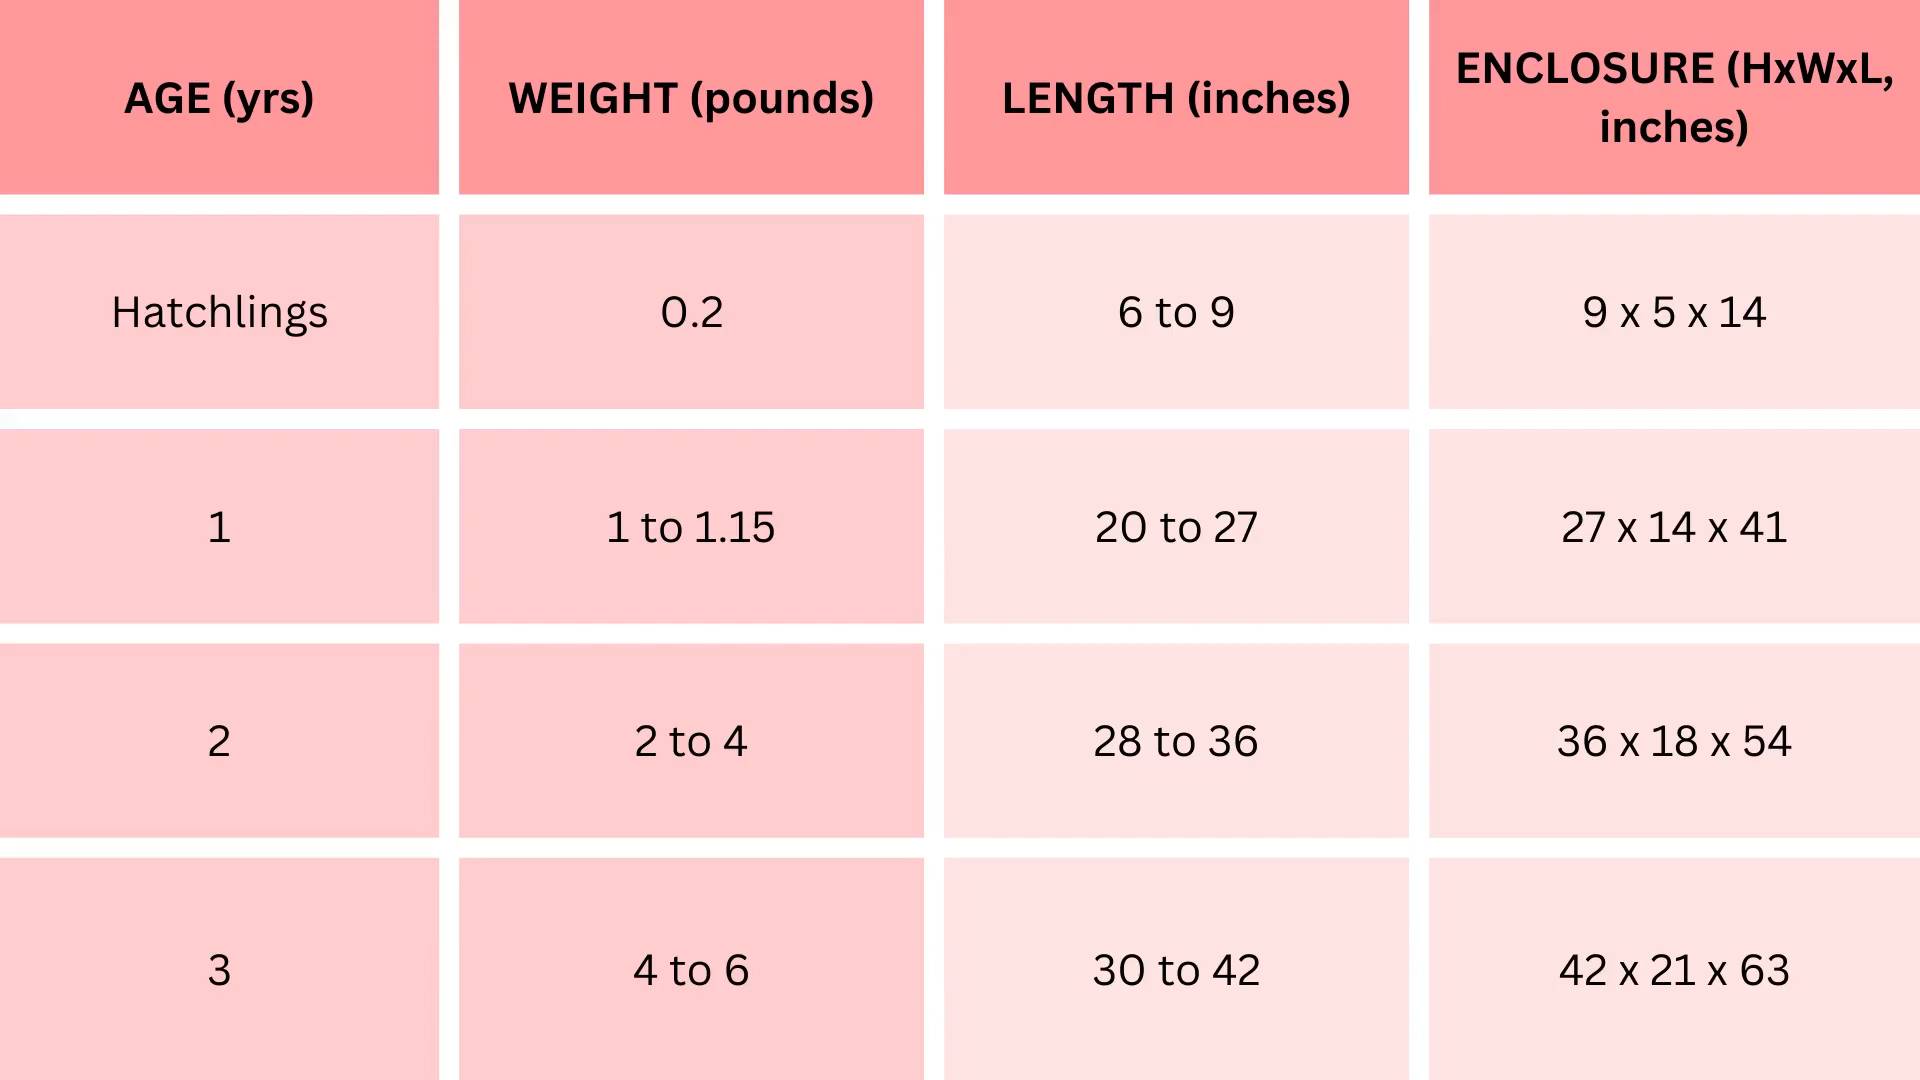 AGE (yrs)
WEIGHT (pounds)
LENGTH (inches)
ENCLOSURE (HxWxL,
inches)
Hatchlings
0.2
6 to 9
9 x 5 x 14
1
1 to 1.15
20 to 27
27 x 14 x 41
2
2 to 4
28 to 36
36 x 18 x 54
3
4 to 6
30 to 42
42 x 21 x 63